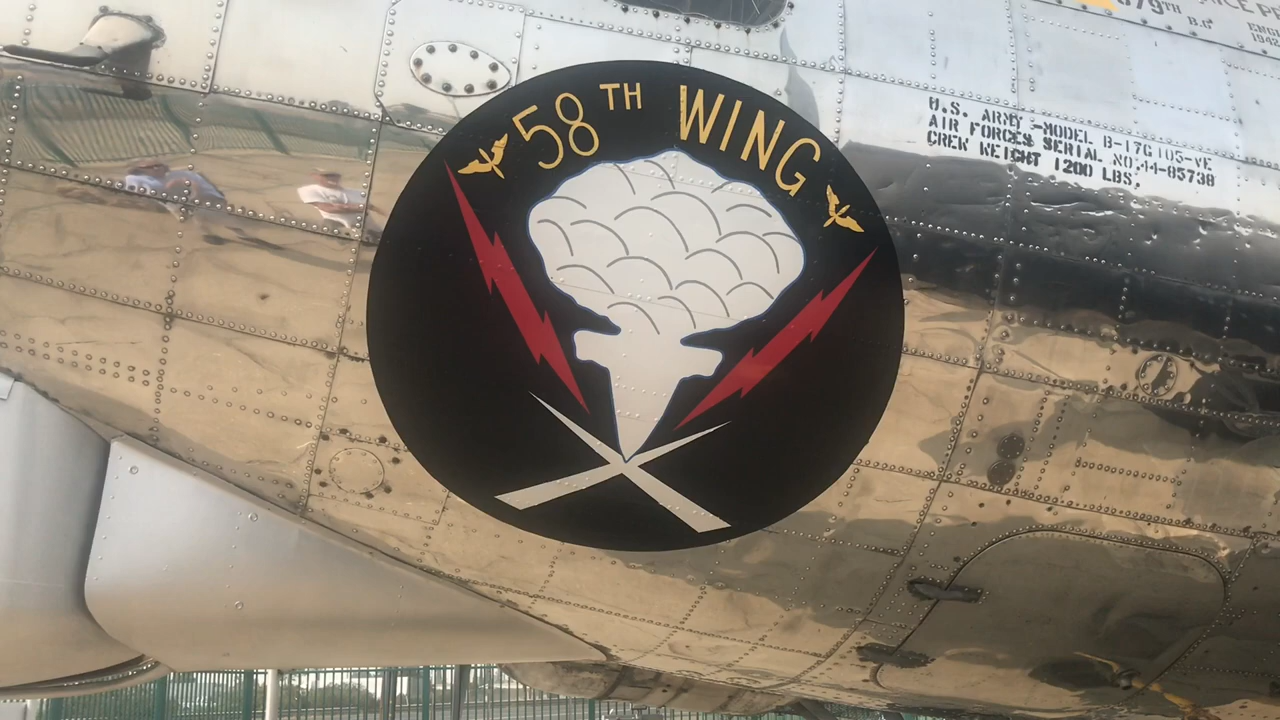 58TH WING
U.S. ARMY -MODEL B-17G 105-VE
AIR FORCES SERIAL NO.44-85738
CREW WEIGHT 1200 LBS.